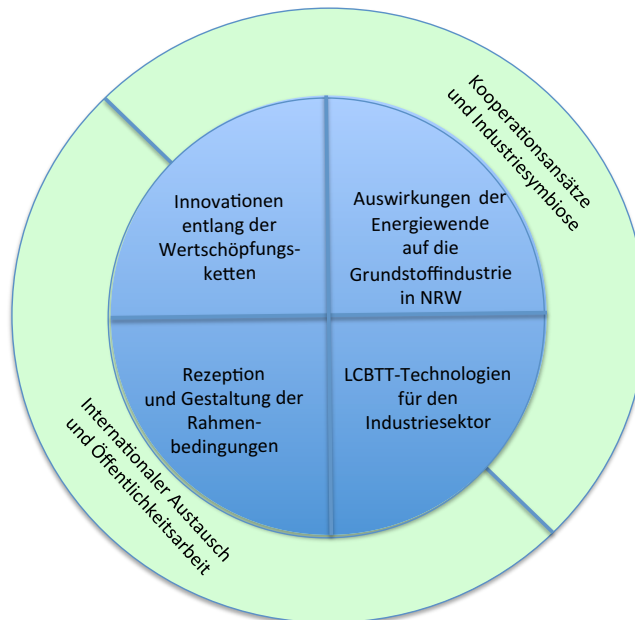 Kooperationsansätze
und Industriesymbiose
Innovationen
entlang der
Wertschöpfungs-
ketten
Auswirkungen der
Energiewende
auf die
Grundstoffindustrie
in NRW
Rezeption
und Gestaltung der
Rahmen-
bedingungen
LCBTT-Technologien
für den
Industriesektor
Internationaler Austausch
und Öffentlichkeitsarbeit